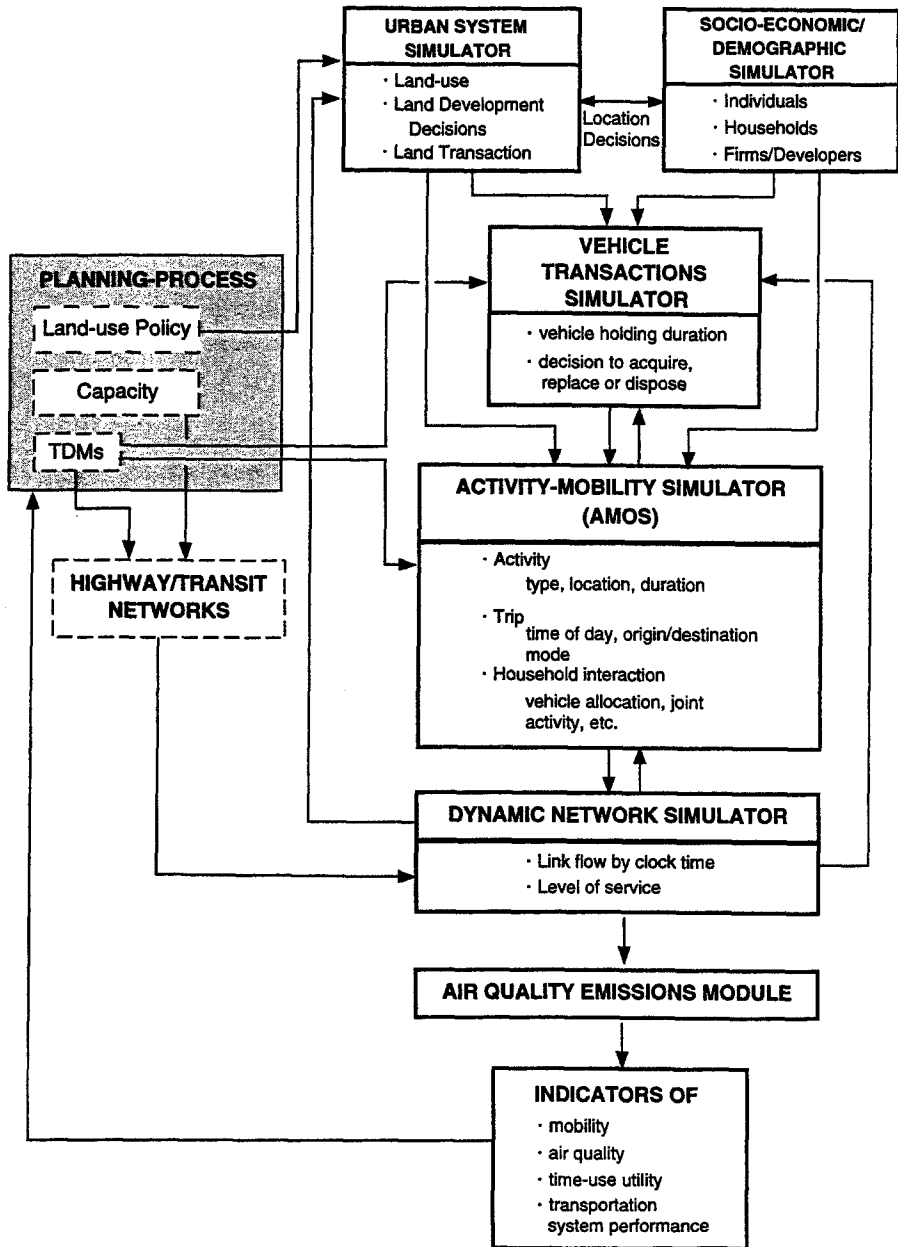 URBAN SYSTEM
SIMULATOR
· Land-use
· Land Development
Decisions
· Land Transaction
Location
Decisions
SOCIO-ECONOMIC/
DEMOGRAPHIC
SIMULATOR
· Individuals
· Households
· Firms/Developers
PLANNING-PROCESS
Land-use Policy
Capacity
TDMs
HIGHWAY/TRANSIT
NETWORKS
VEHICLE
TRANSACTIONS
SIMULATOR
· vehicle holding duration
· decision to acquire,
replace or dispose
ACTIVITY-MOBILITY SIMULATOR
(AMOS)
· Activity
type, location, duration
· Trip
time of day, origin/destination
mode
· Household interaction
vehicle allocation, joint
activity, etc.
DYNAMIC NETWORK SIMULATOR
· Link flow by clock time
· Level of service
AIR QUALITY EMISSIONS MODULE
INDICATORS OF
· mobility
· air quality
· time-use utility
· transportation
system performance